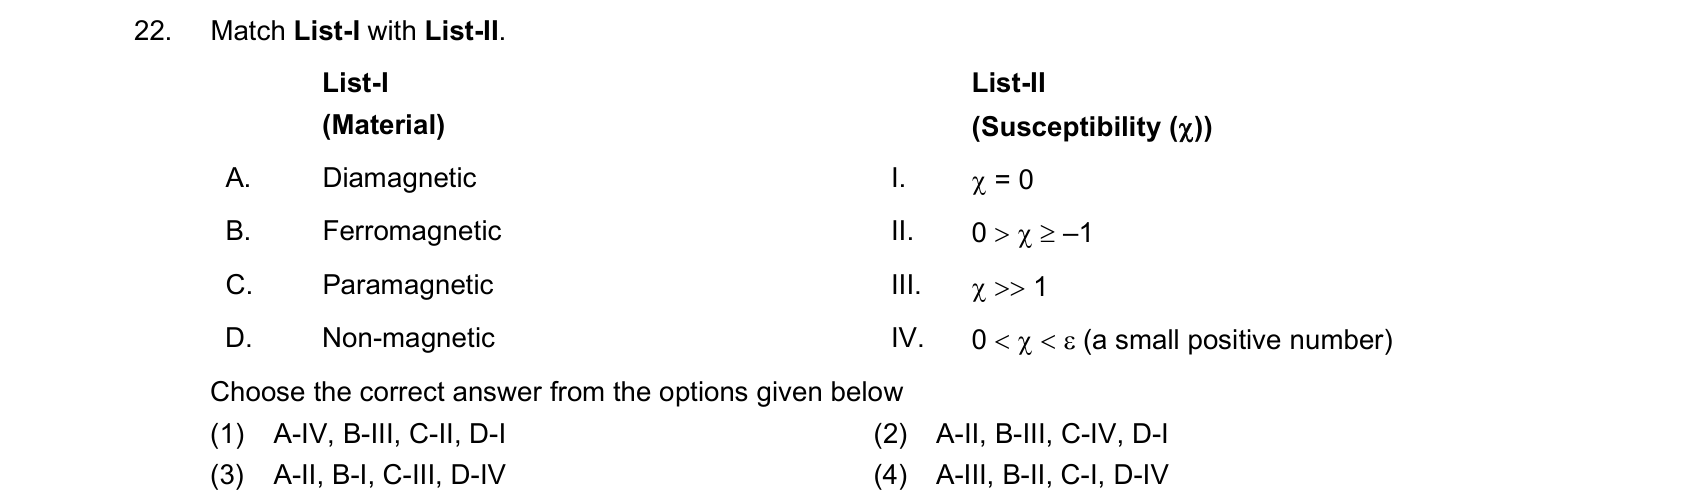 22. Match List-I with List-II.
List-I List-II
(Material) (Susceptibility (χ))
A. Diamagnetic I. χ = 0
B. Ferromagnetic II. 0 > χ ≥ –1
C. Paramagnetic III. χ >> 1
D. Non-magnetic IV. 0 < χ < ε (a small positive number)
Choose the correct answer from the options given below
(1) A-IV, B-III, C-II, D-I (2) A-II, B-III, C-IV, D-I
(3) A-II, B-I, C-III, D-IV (4) A-III, B-II, C-I, D-IV